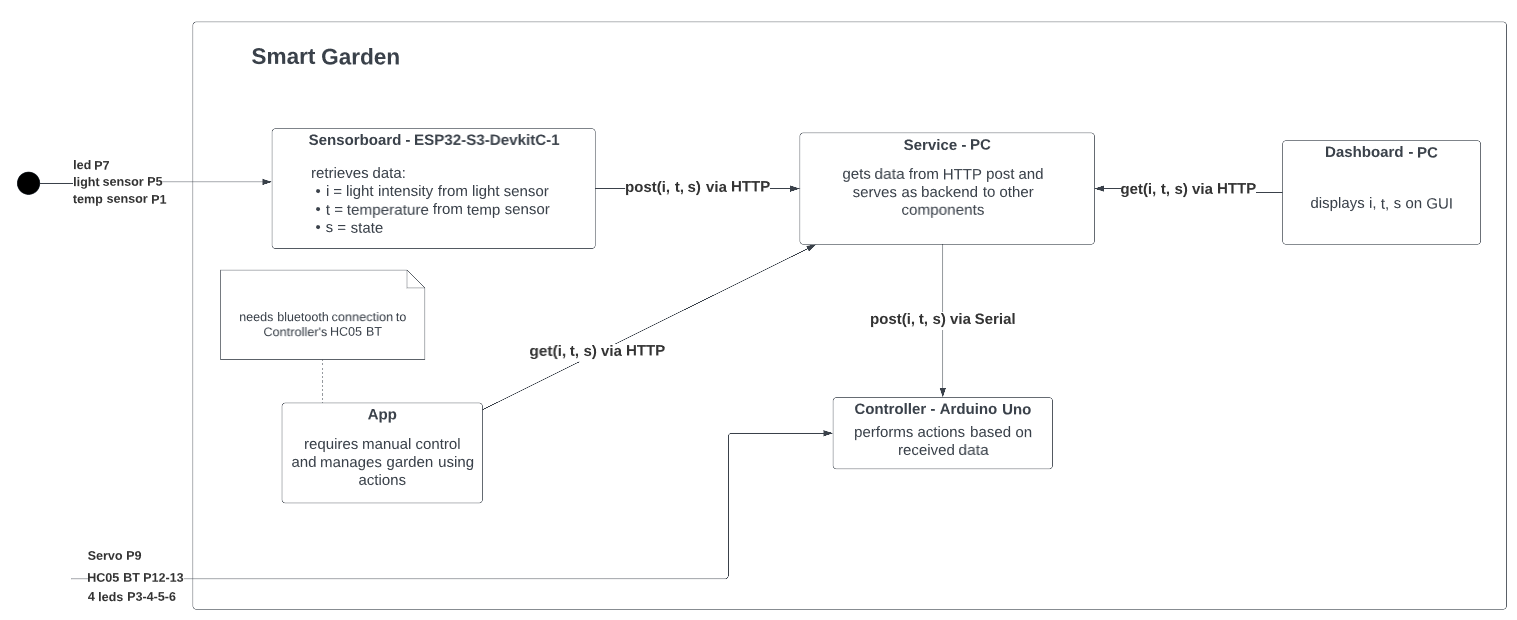 Smart Garden
led P7
light sensor P5
temp sensor P1
Sensorboard - ESP32-S3-DevkitC-1
retrieves data:
• i = light intensity from light sensor
• t = temperature from temp sensor
• s = state
post(i, t, s) via HTTP
Service - PC
gets data from HTTP post and
serves as backend to other
components
get(i, t, s) via HTTP
Dashboard - PC
displays i, t, s on GUI
needs bluetooth connection to
Controller's HC05 BT
get(i, t, s) via HTTP
post(i, t, s) via Serial
App
requires manual control
and manages garden using
actions
Controller - Arduino Uno
performs actions based on
received data
Servo P9
HC05 BT P12-13
4 leds P3-4-5-6